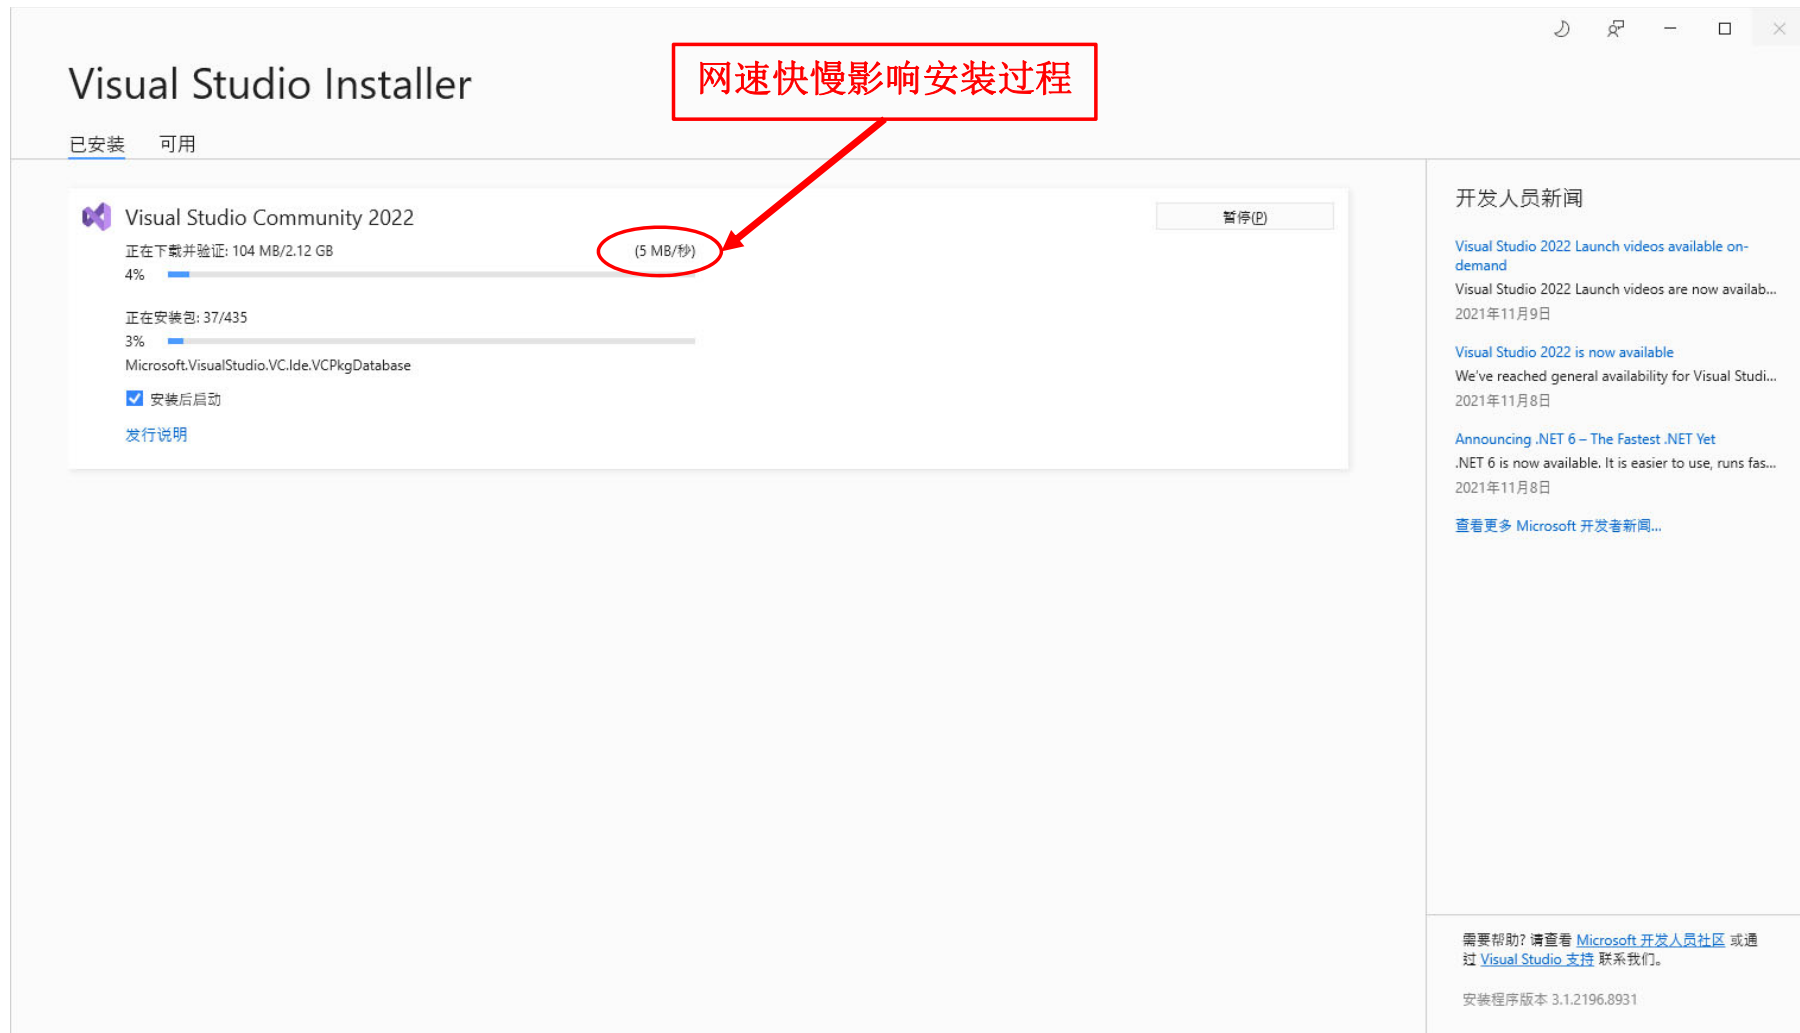 网速快慢影响安装过程
Visual Studio Installer
已安装 可用
Visual Studio Community 2022
暂停(P)
正在下载并验证: 104 MB/2.12 GB (5 MB/秒)
4%
正在安装包: 37/435
3%
Microsoft.VisualStudio.VC.Ide.VCPkgDatabase
安装后启动
发行说明
开发人员新闻
Visual Studio 2022 Launch videos available on-
demand
Visual Studio 2022 Launch videos are now availab...
2021年11月9日
Visual Studio 2022 is now available
We've reached general availability for Visual Studi...
2021年11月8日
Announcing .NET 6 – The Fastest .NET Yet
.NET 6 is now available. It is easier to use, runs fas...
2021年11月8日
查看更多 Microsoft 开发者新闻...
需要帮助? 请查看 Microsoft 开发人员社区 或通
过 Visual Studio 支持 联系我们。
安装程序版本 3.1.2196.8931